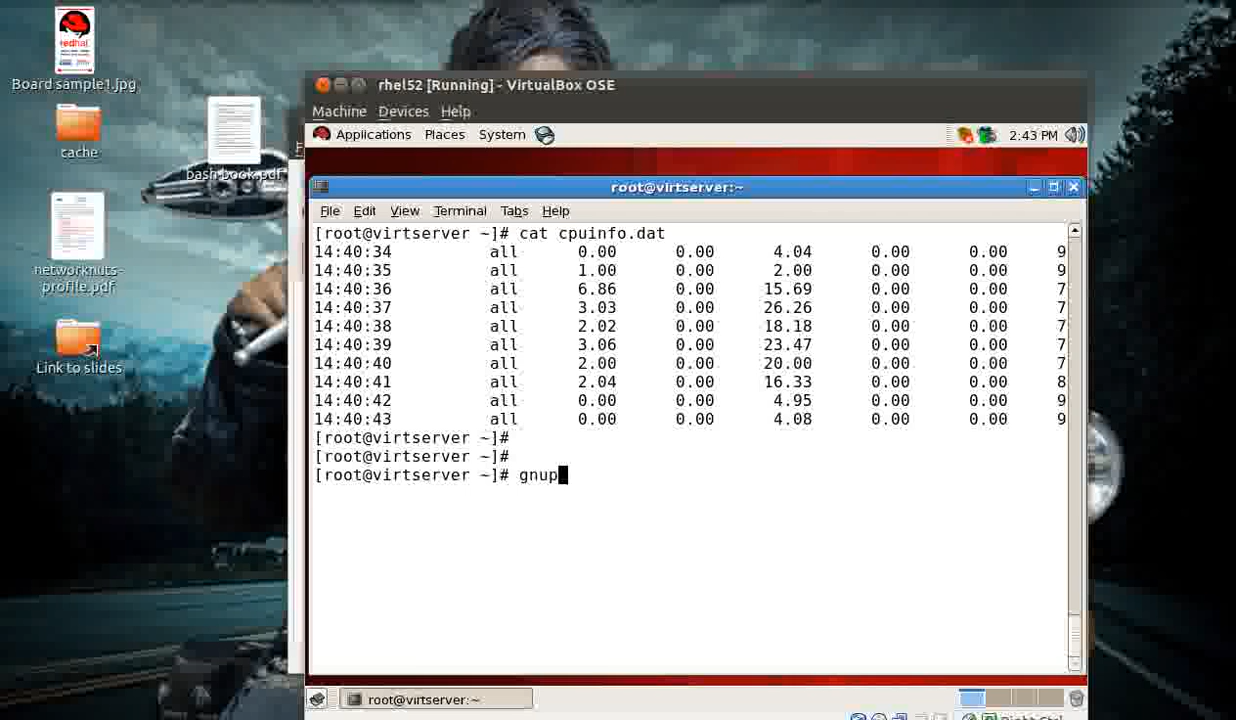 redhat
Board sample1.jpg
cache
bash book.pdf
networknuts-
profile.pdf
Link to slides
rhel52 [Running] - VirtualBox OSE
Machine Devices Help
Applications Places System 2:43 PM
root@virtserver:~
File Edit View Terminal Tabs Help
[root@virtserver ~]# cat cpuinfo.dat
14:40:34 all 0.00 0.00 4.04 0.00 0.00 9
14:40:35 all 1.00 0.00 2.00 0.00 0.00 9
14:40:36 all 6.86 0.00 15.69 0.00 0.00 7
14:40:37 all 3.03 0.00 26.26 0.00 0.00 7
14:40:38 all 2.02 0.00 18.18 0.00 0.00 7
14:40:39 all 3.06 0.00 23.47 0.00 0.00 7
14:40:40 all 2.00 0.00 20.00 0.00 0.00 7
14:40:41 all 2.04 0.00 16.33 0.00 0.00 8
14:40:42 all 0.00 0.00 4.95 0.00 0.00 9
14:40:43 all 0.00 0.00 4.08 0.00 0.00 9
[root@virtserver ~]#
[root@virtserver ~]#
[root@virtserver ~]# gnup
root@virtserver:~
Right Ctrl